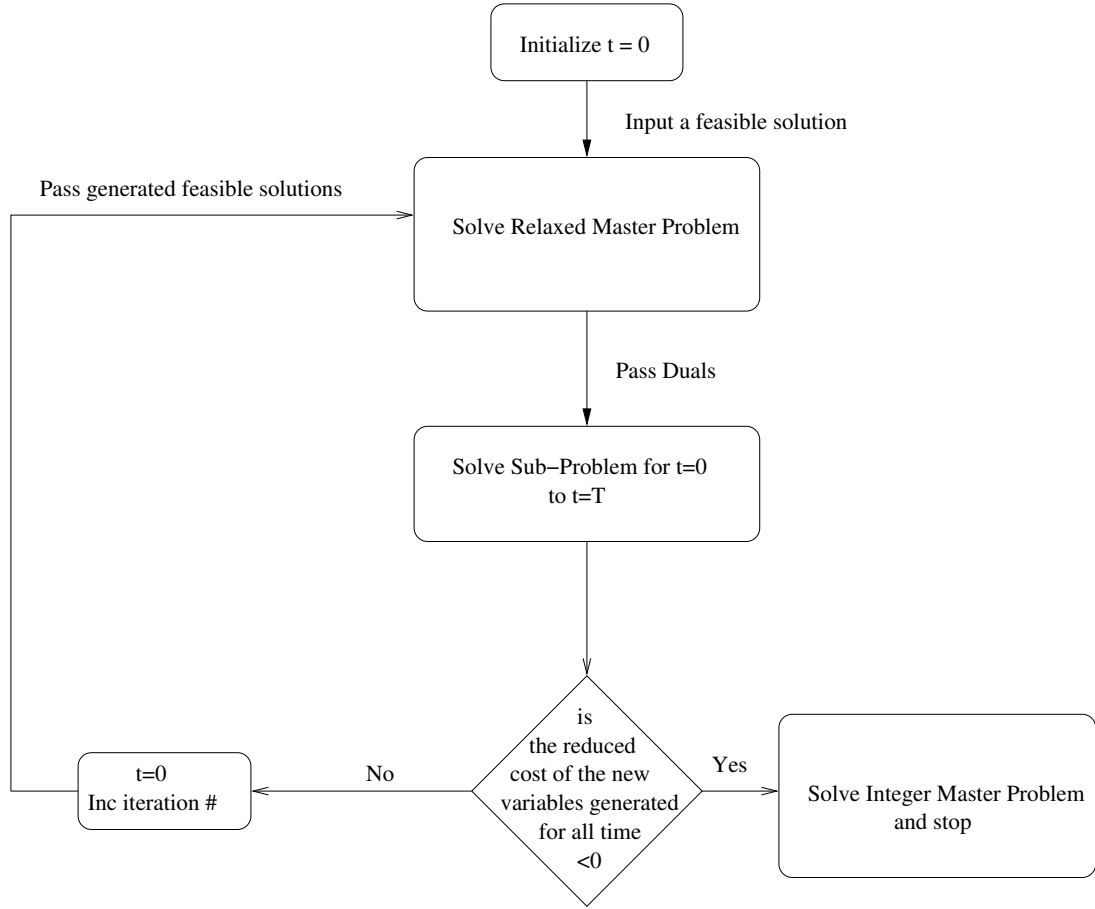 Initialize t = 0
Input a feasible solution
Pass generated feasible solutions
Solve Relaxed Master Problem
Pass Duals
Solve Sub−Problem for t=0
to t=T
is
the reduced
cost of the new
variables generated
for all time
<0
No
Yes
t=0
Inc iteration #
Solve Integer Master Problem
and stop